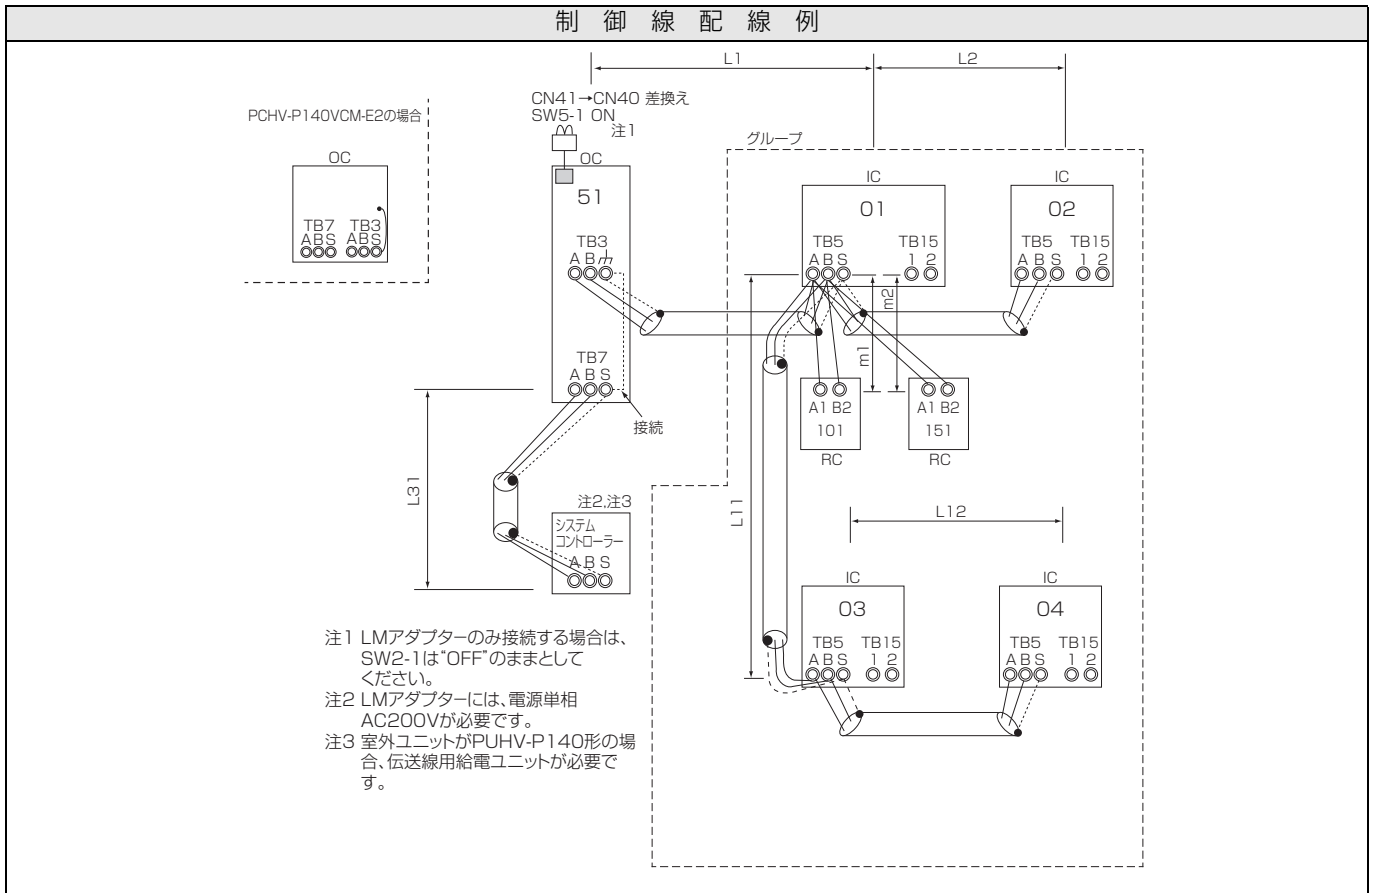 制御線配線例
L1
L2
CN41→CN40 差換え
SW5-1 ON
注1
PCHV-P140VCM-E2の場合
グループ
OC
TB7 TB3
ABS ABS
OC
51
TB3
A B
TB7
A B S
接続
IC
01
TB5 TB15
A B S 1 2
IC
02
TB5 TB15
A B S 1 2
m2
m1
A1 B2
101
RC
A1 B2
151
RC
L31
注2,注3
システム
コントローラー
A B S
L11
L12
IC
03
TB5 TB15
A B S 1 2
IC
04
TB5 TB15
A B S 1 2
注1 LMアダプターのみ接続する場合は、
SW2-1は“OFF”のままとして
ください。
注2 LMアダプターには、電源単相
AC200Vが必要です。
注3 室外ユニットがPUHV-P140形の場
合、伝送線用給電ユニットが必要で
す。